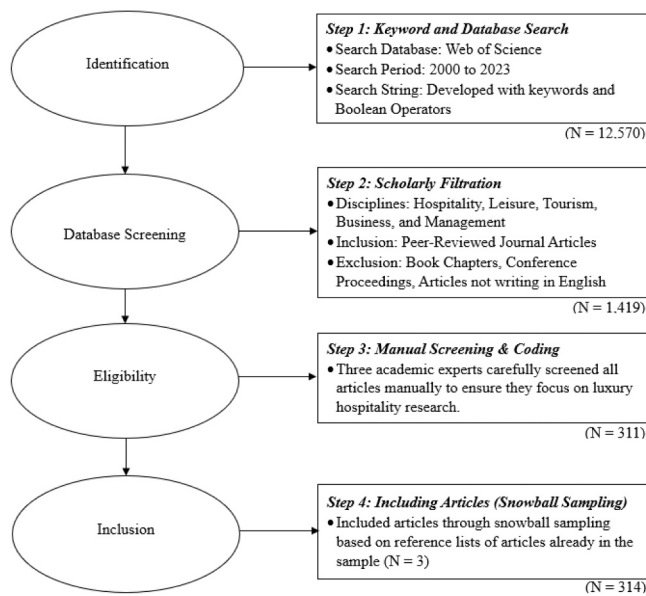 Identification
Step 1: Keyword and Database Search
•Search Database: Web of Science
•Search Period: 2000 to 2023
•Search String: Developed with keywords and
Boolean Operators
(N = 12.570)
Database Screening
Step 2: Scholarly Filtration
•Disciplines: Hospitality, Leisure, Tourism,
Business, and Management
•Inclusion: Peer-Reviewed Journal Articles
•Exclusion: Book Chapters, Conference
Proceedings, Articles not writing in English
(N = 1.419)
Eligibility
Step 3: Manual Screening & Coding
•Three academic experts carefully screened all
articles manually to ensure they focus on luxury
hospitality research.
(N = 311)
Inclusion
Step 4: Including Articles (Snowball Sampling)
•Included articles through snowball sampling
based on reference lists of articles already in the
sample (N = 3)
(N = 314)